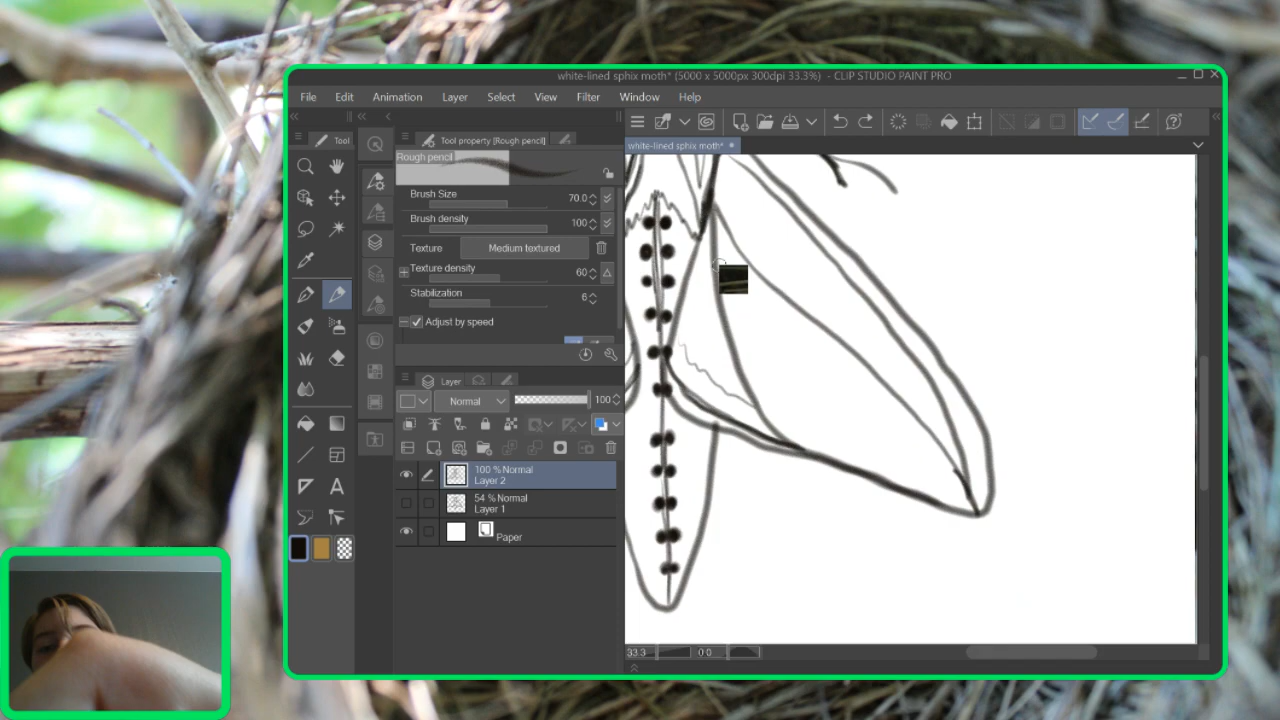 white-lined sphix moth* (5000 x 5000px 300dpi 33.3%) - CLIP STUDIO PAINT PRO
File Edit Animation Layer Select View Filter Window Help
Tool
Tool property [Rough pencil]
white-lined sphix moth*
Rough pencil
Brush Size 70.0
Brush density 100
Texture Medium textured
Texture density 60
Stabilization 6
Adjust by speed
Layer
Normal 100
100 % Normal
Layer 2
54 % Normal
Layer 1
Paper
A
33.3 0.0